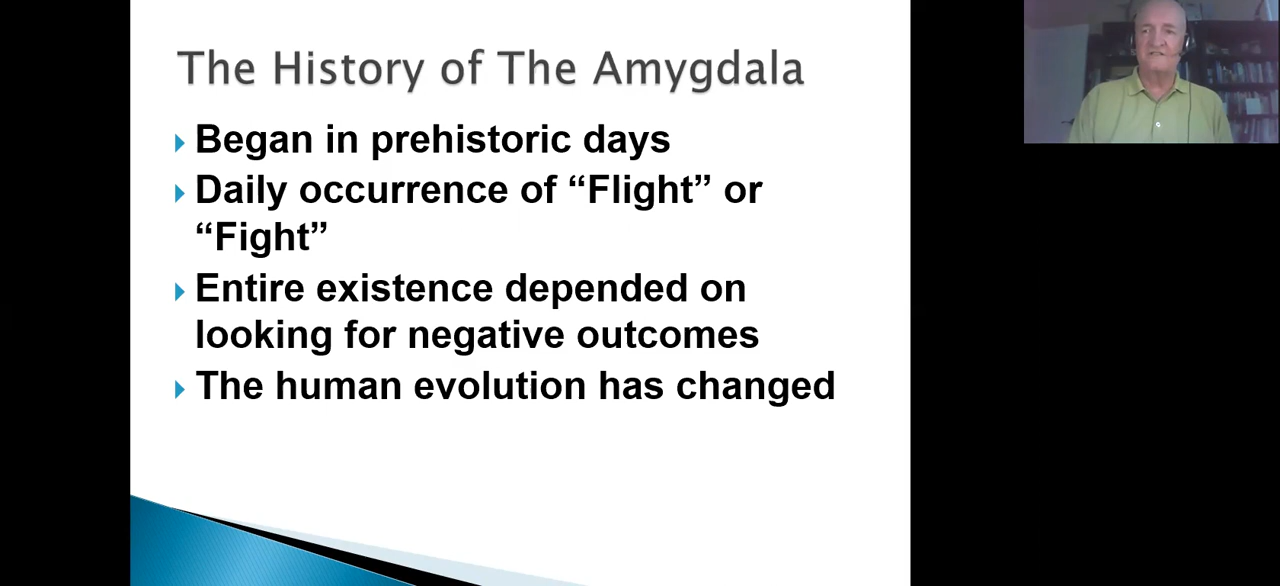 The History of The Amygdala
Began in prehistoric days
Daily occurrence of “Flight” or
“Fight”
Entire existence depended on
looking for negative outcomes
The human evolution has changed